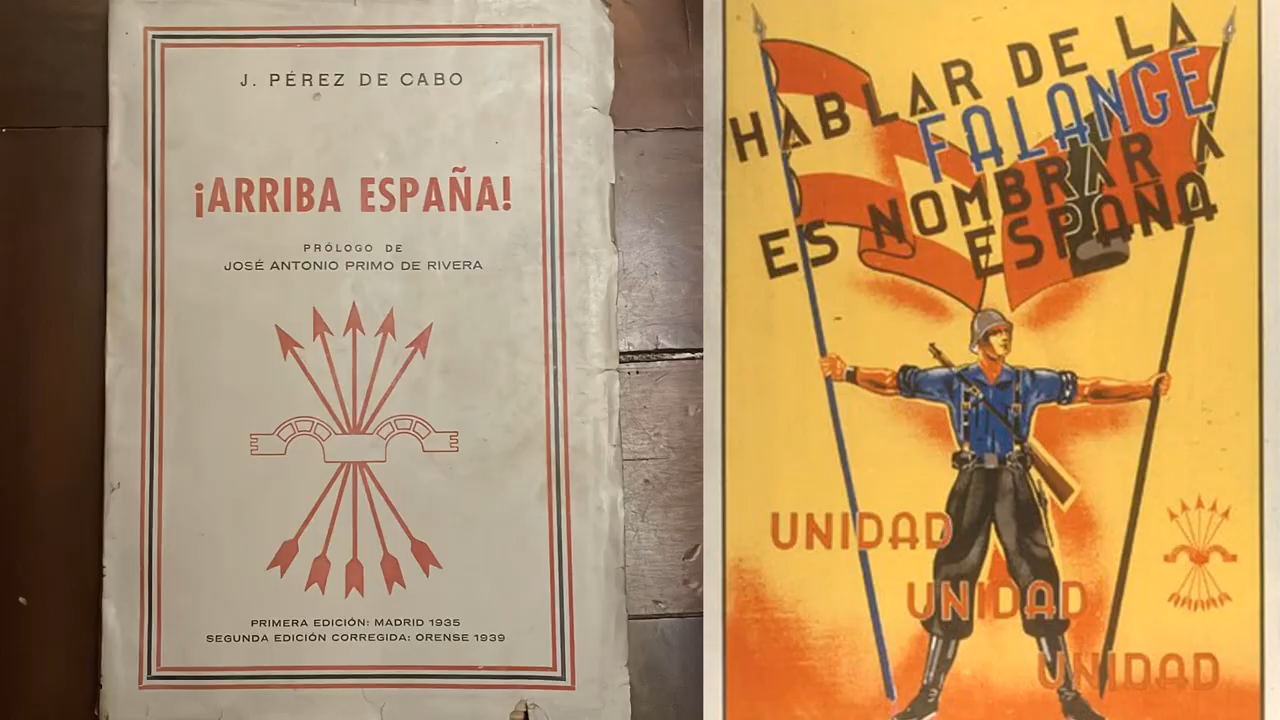 J. PÉREZ DE CABO
¡ARRIBA ESPAÑA!
PRÓLOGO DE
JOSÉ ANTONIO PRIMO DE RIVERA
PRIMERA EDICIÓN: MADRID 1935
SEGUNDA EDICIÓN CORREGIDA: ORENSE 1939
HABLAR DE LA
FALANGE
ES NOMBRAR A
ESPAÑA
UNIDAD
UNIDAD
UNIDAD